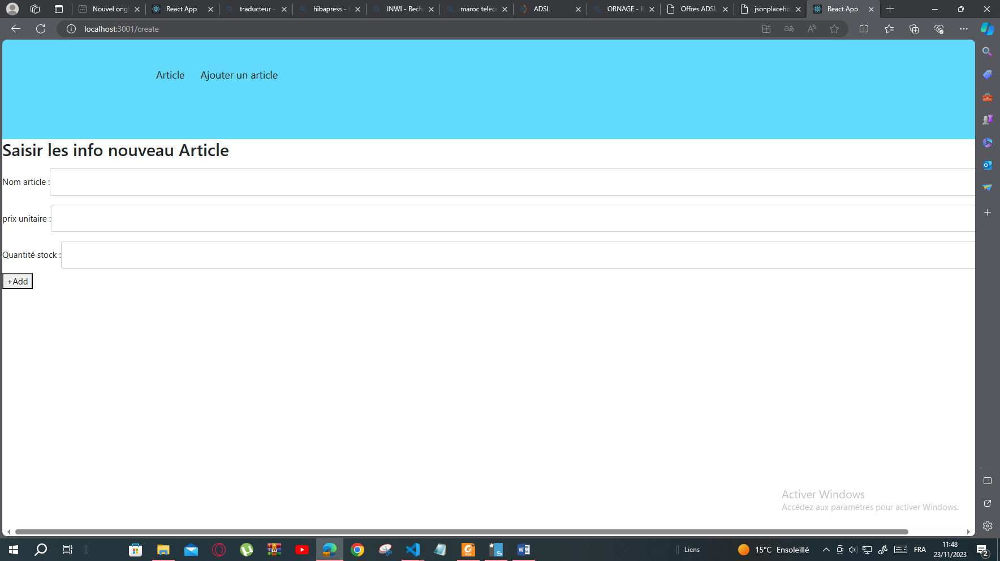 Nouvel ong
React App
traducteur -
hibapress -
INWI - Rech
maroc telec
ADSL
ORNAGE - R
Offres ADSL
jsonplaceho
React App
localhost:3001/create
Article
Ajouter un article
Saisir les info nouveau Article
Nom article :
prix unitaire :
Quantité stock :
+Add
Activer Windows
Accédez aux paramètres pour activer Windows.
Liens
15°C Ensoleillé
FRA
11:48
23/11/2023
2